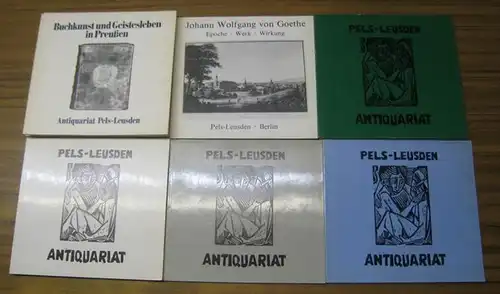 Buchkunst und Geistesleben
in Preußen
Antiquariat Pels-Leusden
Johann Wolfgang von Goethe
Epoche · Werk · Wirkung
Pels-Leusden · Berlin
PELS-LEUSDEN
ANTIQUARIAT
PELS-LEUSDEN
ANTIQUARIAT
PELS-LEUSDEN
ANTIQUARIAT
PELS-LEUSDEN
ANTIQUARIAT